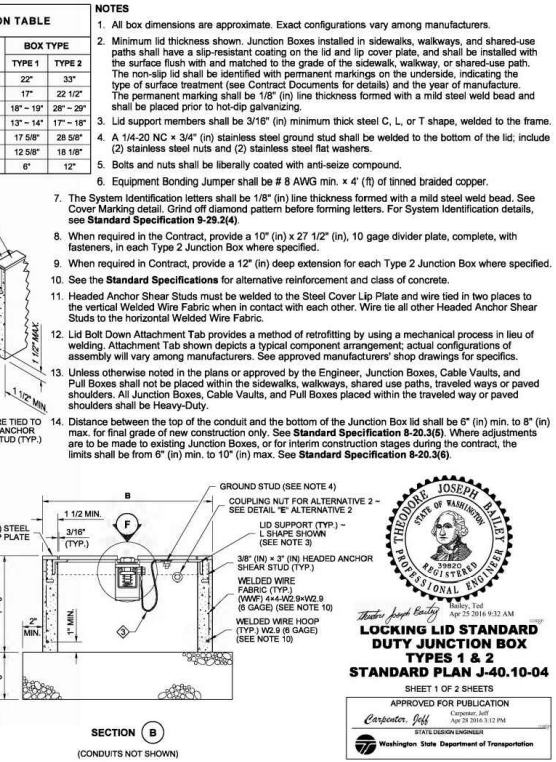 ON TABLE
BOX TYPE
TYPE 1 TYPE 2
22" 33"
17" 22 1/2"
18" ~ 19" 28" ~ 29"
13" ~ 14" 17" ~ 18"
17 5/8" 28 5/8"
12 5/8" 18 1/8"
6" 12"
NOTES
1. All box dimensions are approximate. Exact configurations vary among manufacturers.
2. Minimum lid thickness shown. Junction Boxes installed in sidewalks, walkways, and shared-use
paths shall have a slip-resistant coating on the lid and lip cover plate, and shall be installed with
the surface flush with and matched to the grade of the sidewalk, walkway, or shared-use path.
The non-slip lid shall be identified with permanent markings on the underside, indicating the
type of surface treatment (see Contract Documents for details) and the year of manufacture.
The permanent marking shall be 1/8" (in) line thickness formed with a mild steel weld bead and
shall be placed prior to hot-dip galvanizing.
3. Lid support members shall be 3/16" (in) minimum thick steel C, L, or T shape, welded to the frame.
4. A 1/4-20 NC × 3/4" (in) stainless steel ground stud shall be welded to the bottom of the lid; include
(2) stainless steel nuts and (2) stainless steel flat washers.
5. Bolts and nuts shall be liberally coated with anti-seize compound.
6. Equipment Bonding Jumper shall be # 8 AWG min. × 4' (ft) of tinned braided copper.
7. The System Identification letters shall be 1/8" (in) line thickness formed with a mild steel weld bead. See
Cover Marking detail. Grind off diamond pattern before forming letters. For System Identification details,
see Standard Specification 9-29.2(4).
8. When required in the Contract, provide a 10" (in) x 27 1/2" (in), 10 gage divider plate, complete, with
fasteners, in each Type 2 Junction Box where specified.
9. When required in Contract, provide a 12" (in) deep extension for each Type 2 Junction Box where specified.
10. See the Standard Specifications for alternative reinforcement and class of concrete.
11. Headed Anchor Shear Studs must be welded to the Steel Cover Lip Plate and wire tied in two places to
the vertical Welded Wire Fabric when in contact with each other. Wire tie all other Headed Anchor Shear
Studs to the horizontal Welded Wire Fabric.
12. Lid Bolt Down Attachment Tab provides a method of retrofitting by using a mechanical process in lieu of
welding. Attachment Tab shown depicts a typical component arrangement; actual configurations of
assembly will vary among manufacturers. See approved manufacturers' shop drawings for specifics.
13. Unless otherwise noted in the plans or approved by the Engineer, Junction Boxes, Cable Vaults, and
Pull Boxes shall not be placed within the sidewalks, walkways, shared use paths, traveled ways or paved
shoulders. All Junction Boxes, Cable Vaults, and Pull Boxes placed within the traveled way or paved
shoulders shall be Heavy-Duty.
14. Distance between the top of the conduit and the bottom of the Junction Box lid shall be 6" (in) min. to 8" (in)
max. for final grade of new construction only. See Standard Specification 8-20.3(5). Where adjustments
are to be made to existing Junction Boxes, or for interim construction stages during the contract, the
limits shall be from 6" (in) min. to 10" (in) max. See Standard Specification 8-20.3(6).
1 1/2" MAX.
1 1/2" MIN.
RE TIED TO
ANCHOR
TUD (TYP.)
B
1 1/2 MIN.
3/16"
(TYP.)
F
) STEEL
P PLATE
2"
MIN.
1" MIN.
3
GROUND STUD (SEE NOTE 4)
COUPLING NUT FOR ALTERNATIVE 2 ~
SEE DETAIL "E" ALTERNATIVE 2
LID SUPPORT (TYP.) ~
L SHAPE SHOWN
(SEE NOTE 3)
3/8" (IN) × 3" (IN) HEADED ANCHOR
SHEAR STUD (TYP.)
WELDED WIRE
FABRIC (TYP.)
(WWF) 4×4-W2.9×W2.9
(6 GAGE) (SEE NOTE 10)
WELDED WIRE HOOP
(TYP.) W2.9 (6 GAGE)
(SEE NOTE 10)
SECTION B
(CONDUITS NOT SHOWN)
THEODORE JOSEPH BAILEY
STATE OF WASHINGTON
39820
REGISTERED
PROFESSIONAL ENGINEER
Theodore Joseph Bailey
Bailey, Ted
Apr 25 2016 9:32 AM
LOCKING LID STANDARD
DUTY JUNCTION BOX
TYPES 1 & 2
STANDARD PLAN J-40.10-04
SHEET 1 OF 2 SHEETS
APPROVED FOR PUBLICATION
Carpenter, Jeff
Carpenter, Jeff
Apr 28 2016 3:12 PM
STATE DESIGN ENGINEER
Washington State Department of Transportation